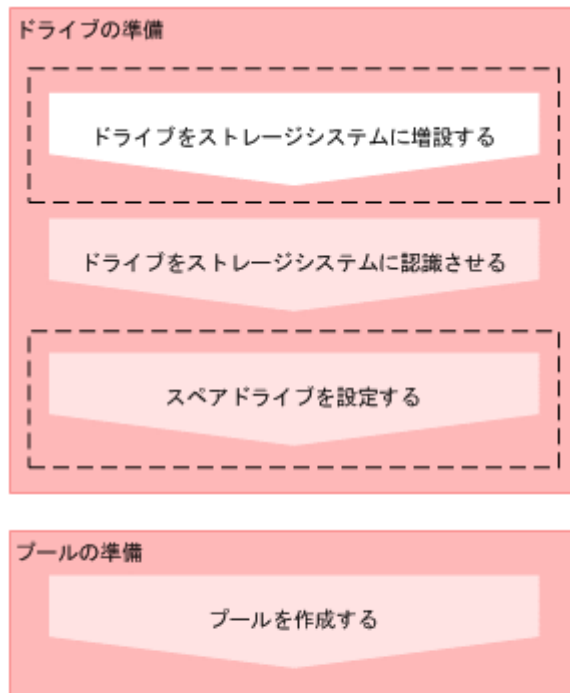 ドライブの準備
ドライブをストレージシステムに増設する
ドライブをストレージシステムに認識させる
スペアドライブを設定する
プールの準備
プールを作成する